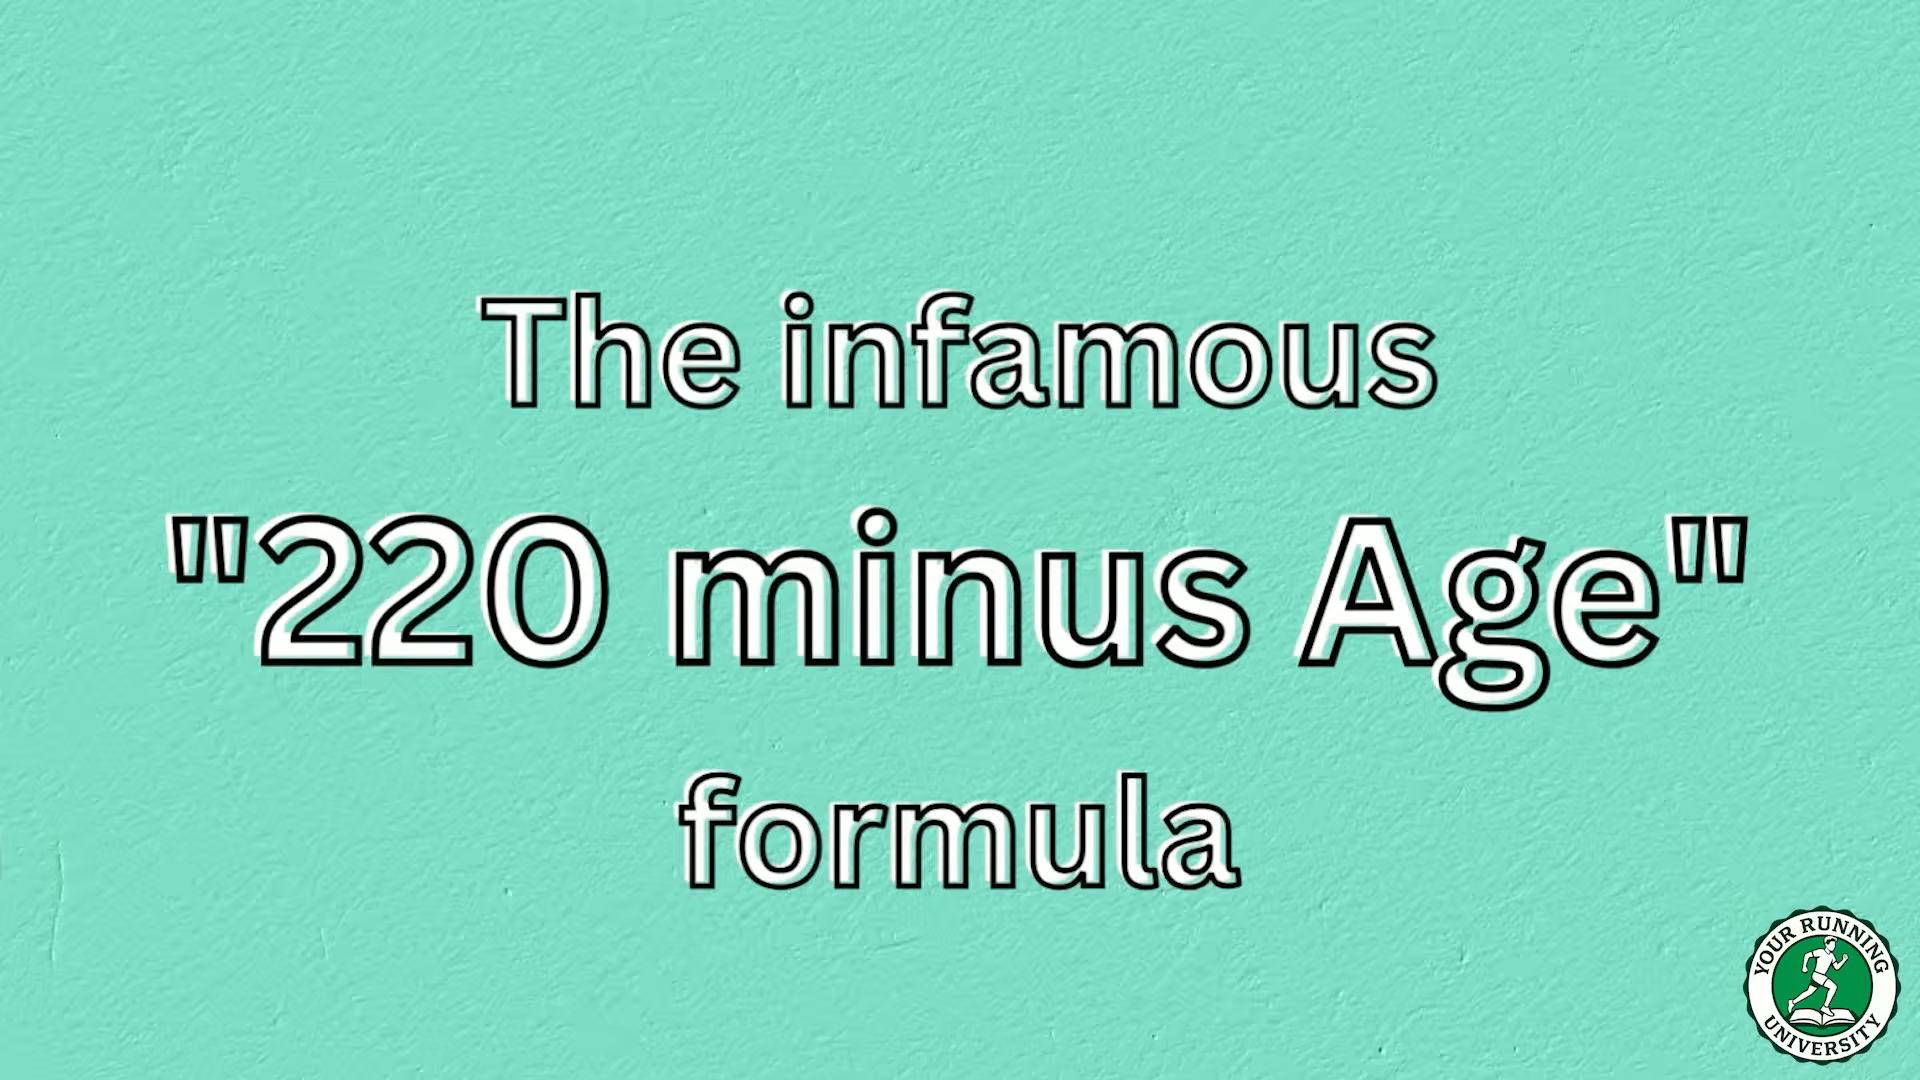 The infamous
"220 minus Age"
formula
YOUR RUNNING
UNIVERSITY